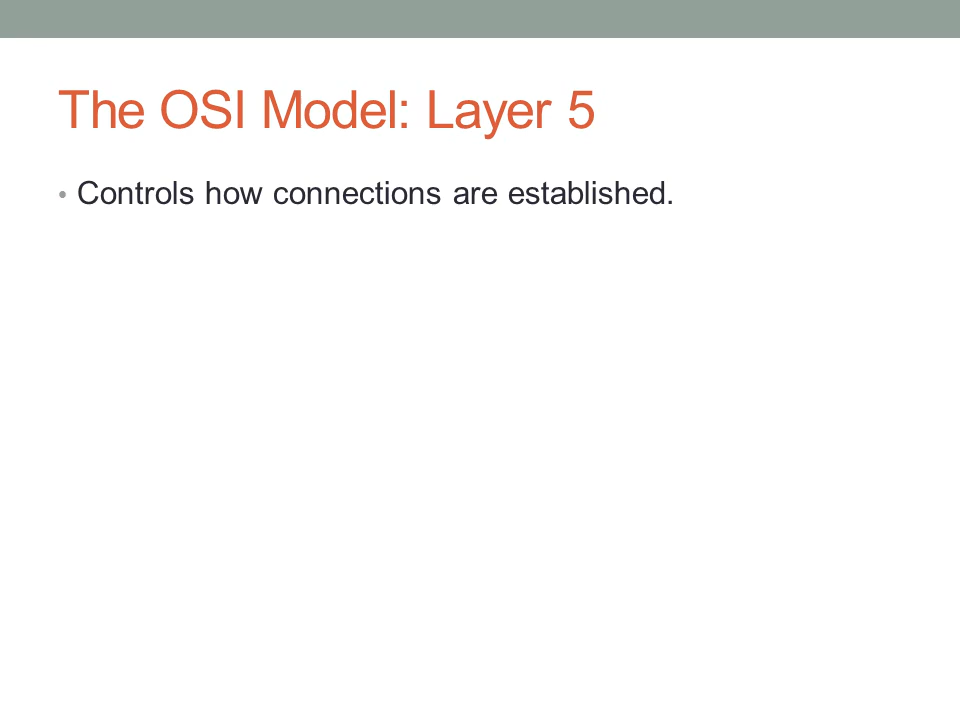 The OSI Model: Layer 5
• Controls how connections are established.